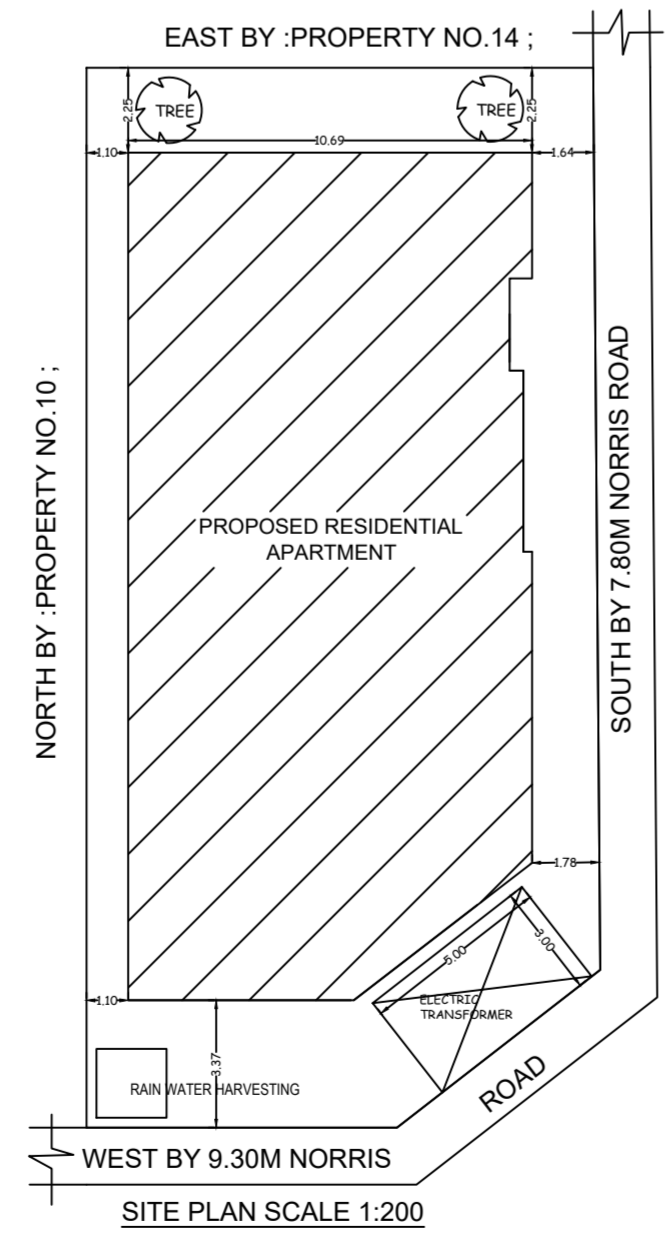 EAST BY :PROPERTY NO.14 ;
2.25
TREE
TREE
2.25
10.69
1.10
1.64
NORTH BY :PROPERTY NO.10 ;
SOUTH BY 7.80M NORRIS ROAD
PROPOSED RESIDENTIAL
APARTMENT
1.78
5.00
3.00
1.10
ELECTRIC
TRANSFORMER
3.37
RAIN WATER HARVESTING
ROAD
WEST BY 9.30M NORRIS
SITE PLAN SCALE 1:200